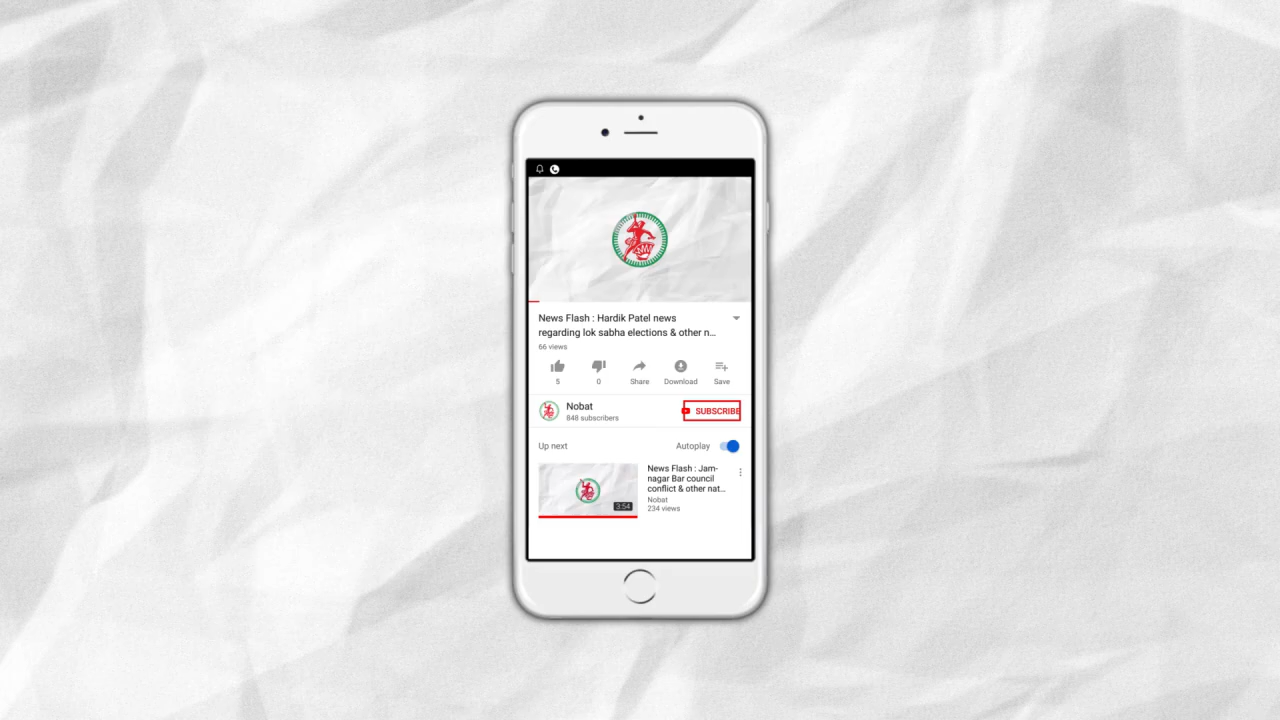 News Flash : Hardik Patel news
regarding lok sabha elections & other n...
66 views
5
0
Share
Download
Save
Nobat
848 subscribers
SUBSCRIBE
Up next
Autoplay
News Flash : Jam-
nagar Bar council
conflict & other nat...
Nobat
234 views
3:54